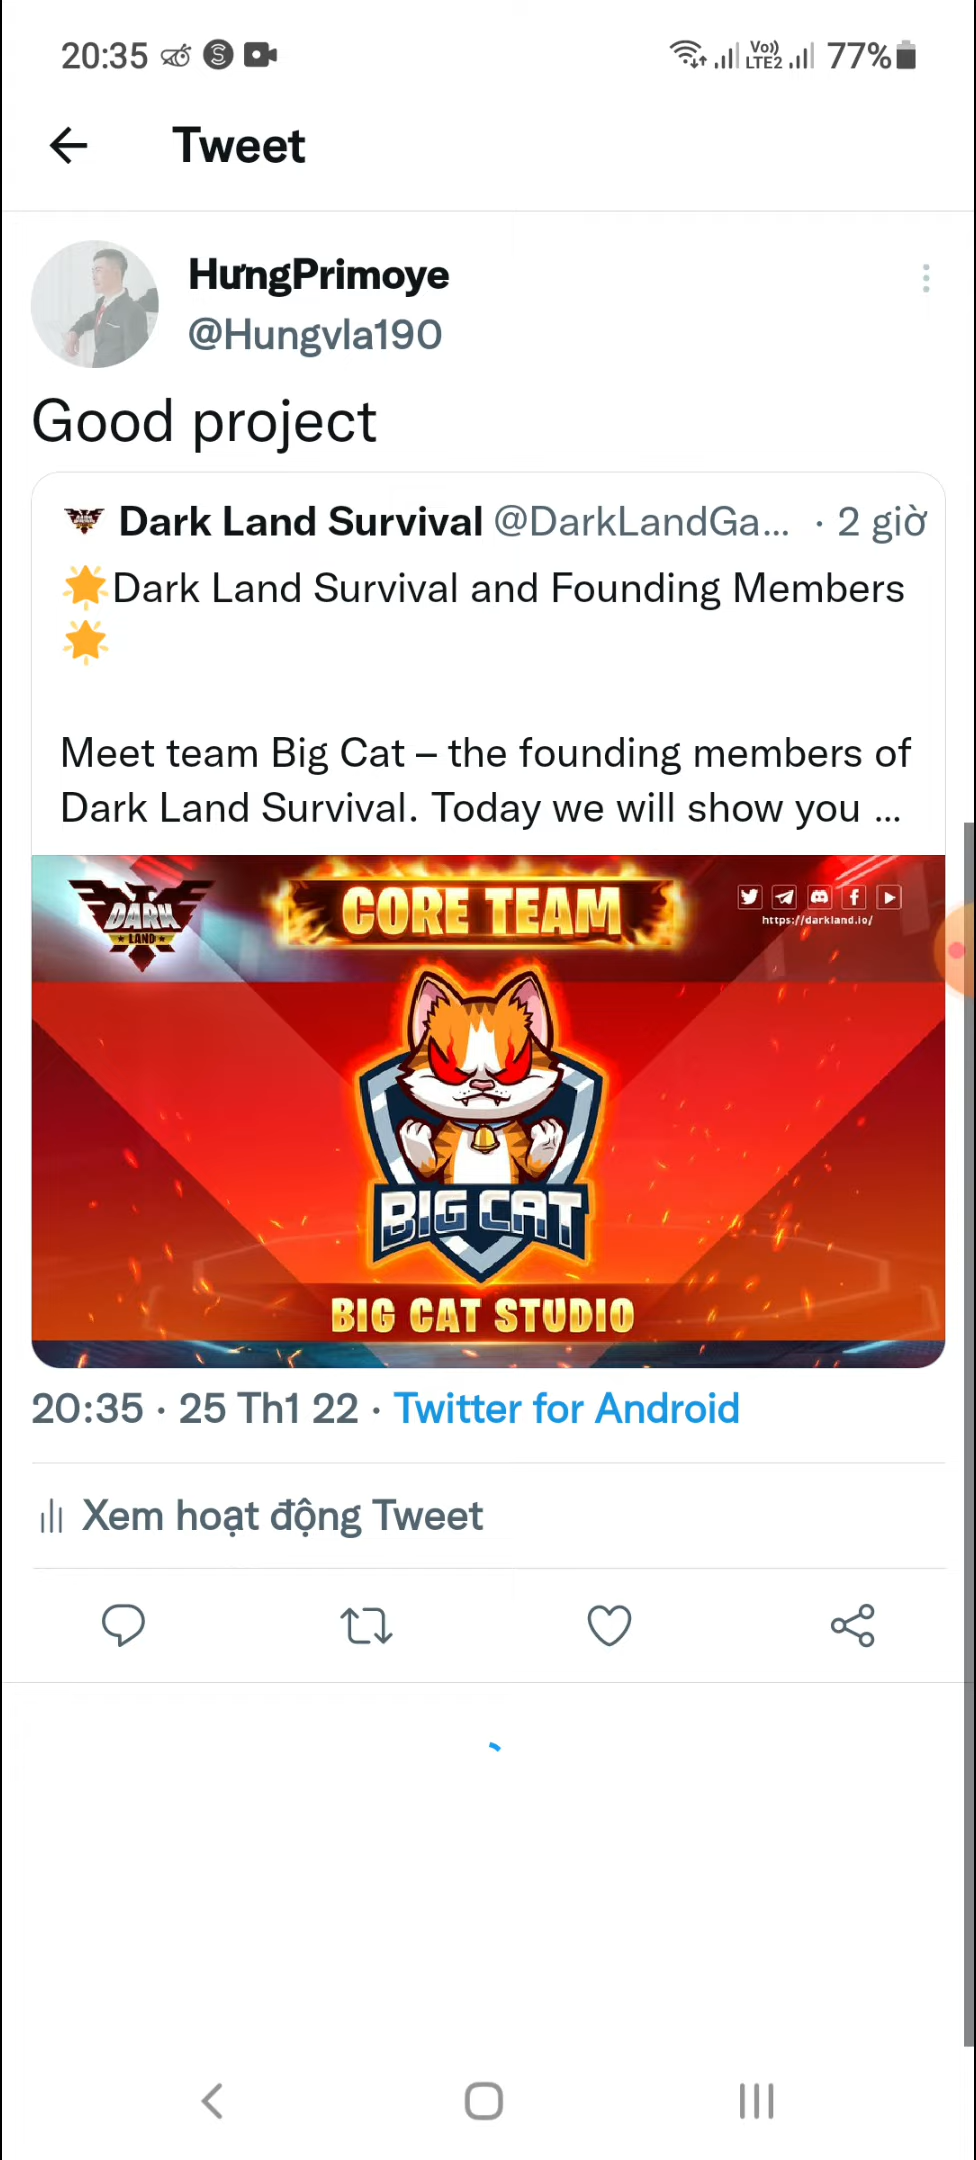 20:35 Vo)) LTE2 77%
Tweet
HưngPrimoye
@Hungvla190
Good project
Dark Land Survival @DarkLandGa... · 2 giờ
🌟Dark Land Survival and Founding Members
🌟
Meet team Big Cat – the founding members of
Dark Land Survival. Today we will show you ...
DARK
LAND
CORE TEAM
https://darkland.io/
BIG CAT
BIG CAT STUDIO
20:35 · 25 Th1 22 · Twitter for Android
Xem hoạt động Tweet